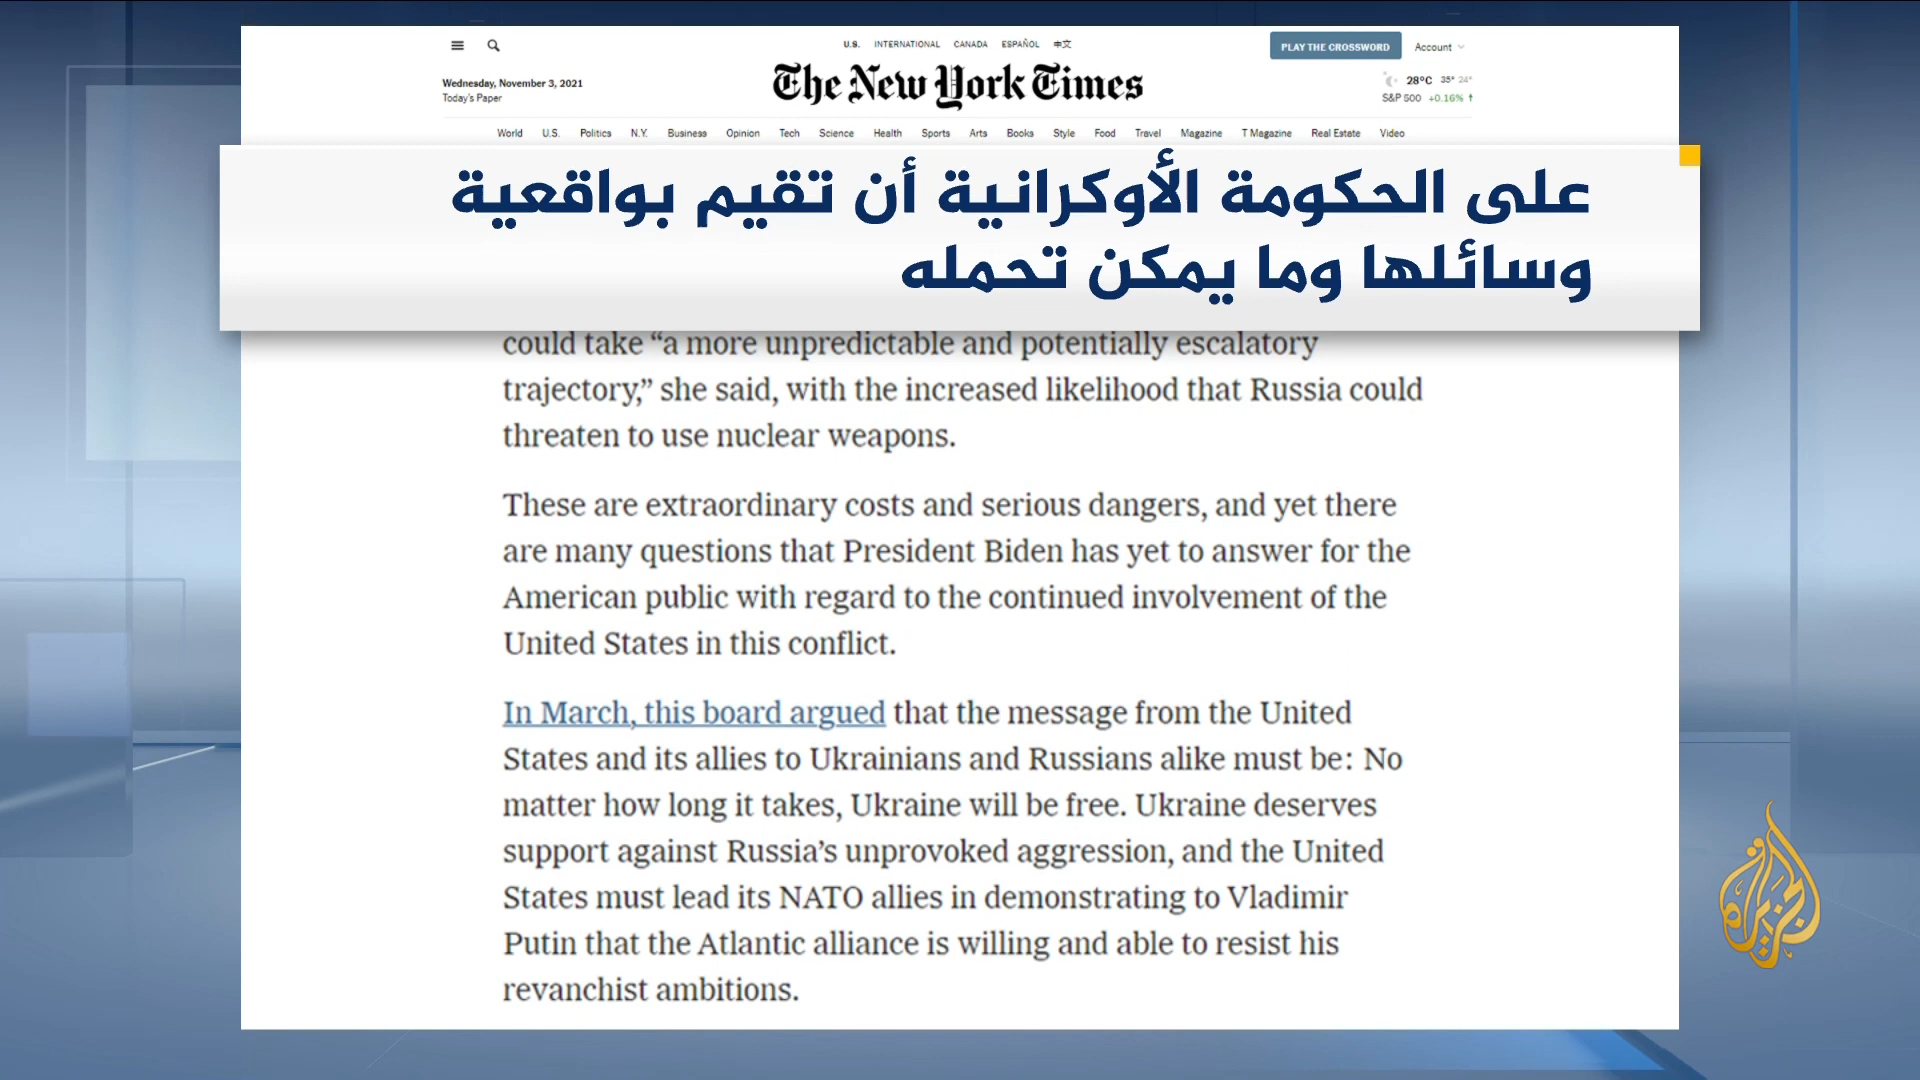 U.S. INTERNATIONAL CANADA ESPAÑOL 中文
PLAY THE CROSSWORD Account
Wednesday, November 3, 2021
Today's Paper
The New York Times
28°C 35° 24°
S&P 500 +0.16% ↑
World U.S. Politics N.Y. Business Opinion Tech Science Health Sports Arts Books Style Food Travel Magazine T Magazine Real Estate Video
على الحكومة الأوكرانية أن تقيم بواقعية
وسائلها وما يمكن تحمله
could take “a more unpredictable and potentially escalatory
trajectory,” she said, with the increased likelihood that Russia could
threaten to use nuclear weapons.
These are extraordinary costs and serious dangers, and yet there
are many questions that President Biden has yet to answer for the
American public with regard to the continued involvement of the
United States in this conflict.
In March, this board argued that the message from the United
States and its allies to Ukrainians and Russians alike must be: No
matter how long it takes, Ukraine will be free. Ukraine deserves
support against Russia’s unprovoked aggression, and the United
States must lead its NATO allies in demonstrating to Vladimir
Putin that the Atlantic alliance is willing and able to resist his
revanchist ambitions.
الجزيرة